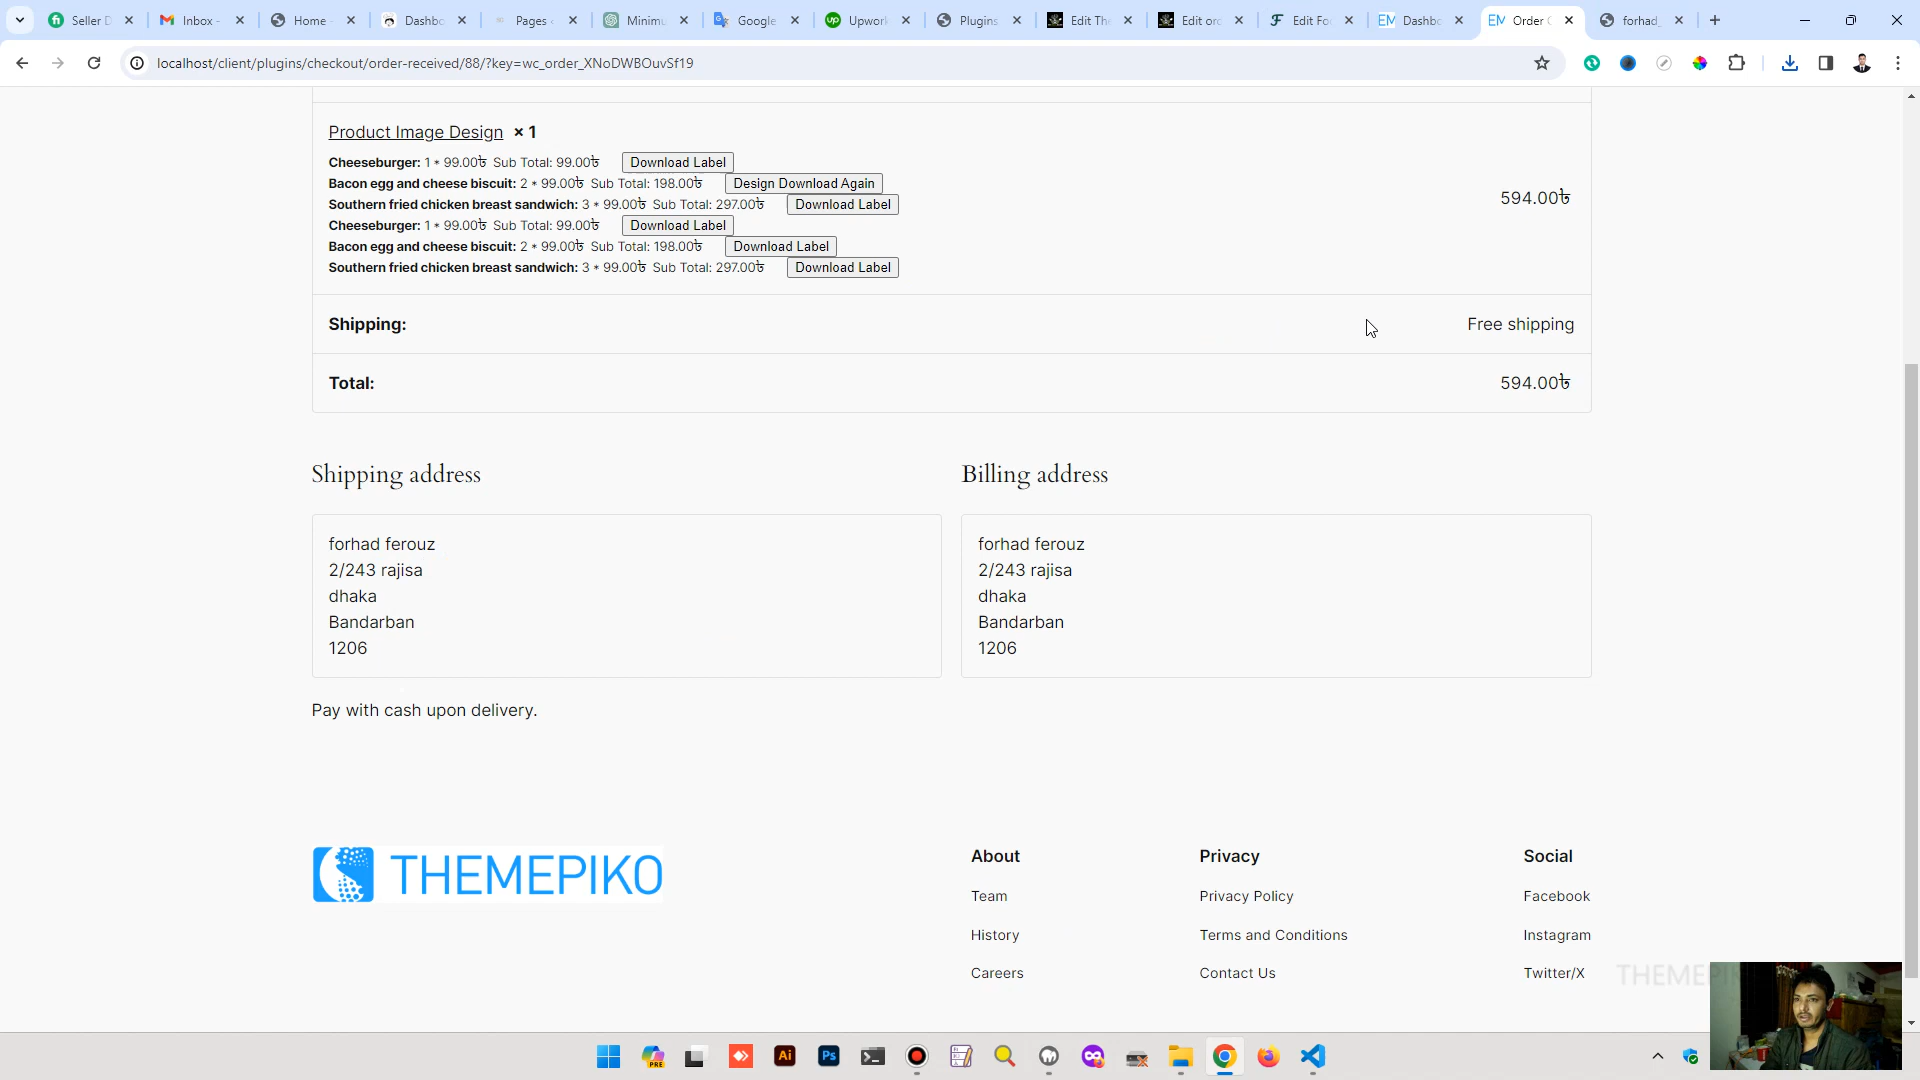 Seller D
Inbox -
Home -
Dashbo
Pages ‹
Minimu
Google
Upwork
Plugins
Edit The
Edit ord
Edit Fo
Dashbo
Order C
forhad_
localhost/client/plugins/checkout/order-received/88/?key=wc_order_XNoDWBOuvSf19
Product Image Design × 1
Cheeseburger: 1 * 99.00৳ Sub Total: 99.00৳ Download Label
Bacon egg and cheese biscuit: 2 * 99.00৳ Sub Total: 198.00৳ Design Download Again
Southern fried chicken breast sandwich: 3 * 99.00৳ Sub Total: 297.00৳ Download Label
Cheeseburger: 1 * 99.00৳ Sub Total: 99.00৳ Download Label
Bacon egg and cheese biscuit: 2 * 99.00৳ Sub Total: 198.00৳ Download Label
Southern fried chicken breast sandwich: 3 * 99.00৳ Sub Total: 297.00৳ Download Label
594.00৳
Shipping: Free shipping
Total: 594.00৳
Shipping address
forhad ferouz
2/243 rajisa
dhaka
Bandarban
1206
Billing address
forhad ferouz
2/243 rajisa
dhaka
Bandarban
1206
Pay with cash upon delivery.
THEMEPIKO
About
Team
History
Careers
Privacy
Privacy Policy
Terms and Conditions
Contact Us
Social
Facebook
Instagram
Twitter/X